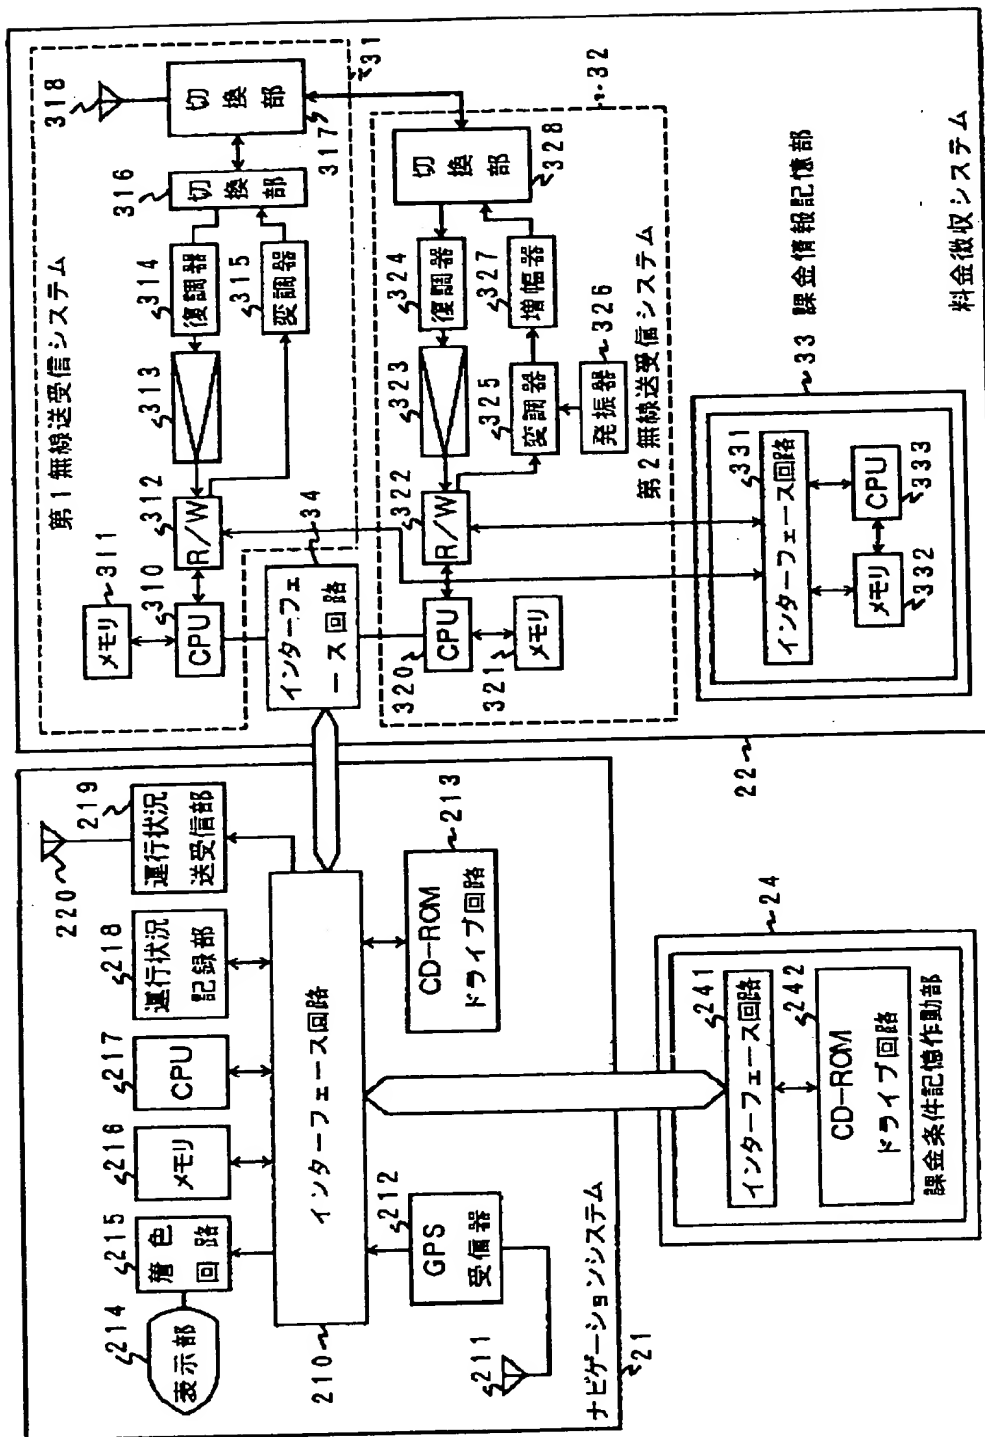 220
219
運行状況
送受信部
218
運行状況
記録部
217
CPU
216
メモリ
215
着色
回路
214
表示部
インターフェース回路
210
213
CD-ROM
ドライブ回路
212
GPS
受信器
211
ナビゲーションシステム
21
24
241
インターフェース回路
242
CD-ROM
ドライブ回路
課金条件記憶作動部
22
第1無線送受信システム
31
318
切換部
317
316
切換部
314
復調器
315
変調器
313
312
R/W
311
メモリ
310
CPU
34
インターフェ
ース回路
32
切換部
328
324
復調器
327
増幅器
326
発振器
323
325
変調器
322
R/W
320
CPU
321
メモリ
第2無線送受信システム
33 課金情報記憶部
331
インターフェース回路
333
CPU
332
メモリ
料金徴収システム